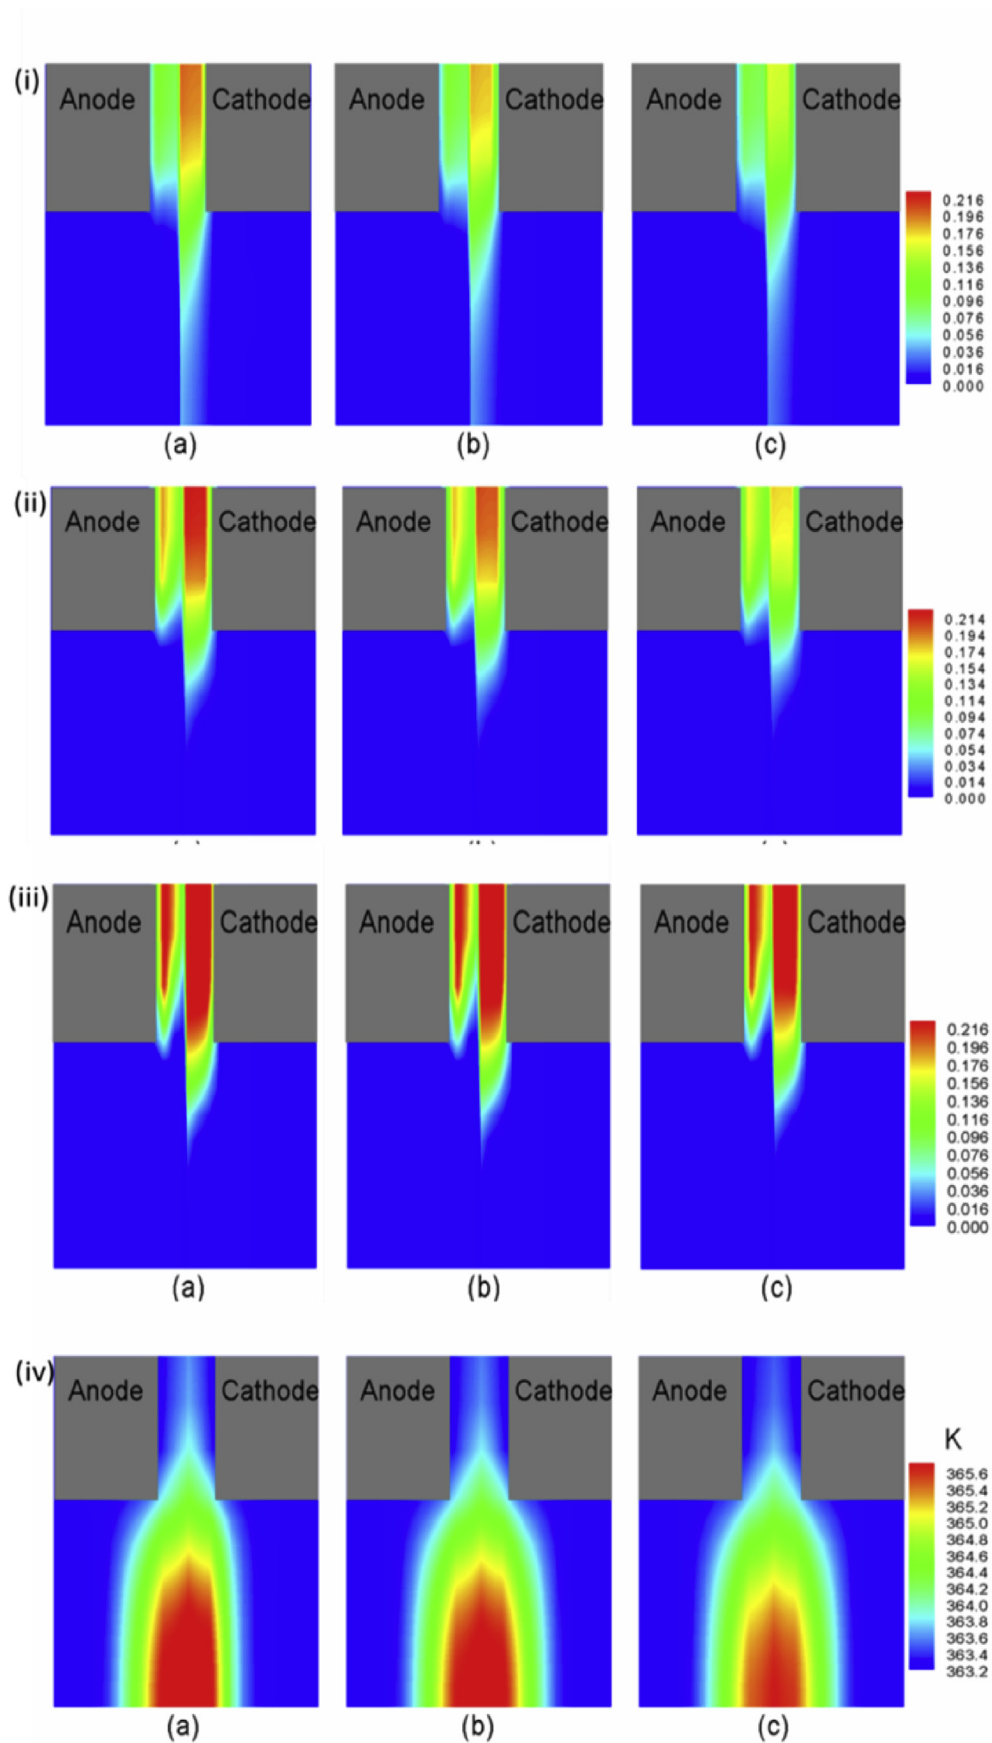 (i)
Anode Cathode
Anode Cathode
Anode Cathode
0.216
0.196
0.176
0.156
0.136
0.116
0.096
0.076
0.056
0.036
0.016
0.000
(a)
(b)
(c)
(ii)
Anode Cathode
Anode Cathode
Anode Cathode
0.214
0.194
0.174
0.154
0.134
0.114
0.094
0.074
0.054
0.034
0.014
0.000
(iii)
Anode Cathode
Anode Cathode
Anode Cathode
0.216
0.196
0.176
0.156
0.136
0.116
0.096
0.076
0.056
0.036
0.016
0.000
(a)
(b)
(c)
(iv)
Anode Cathode
Anode Cathode
Anode Cathode
K
365.6
365.4
365.2
365.0
364.8
364.6
364.4
364.2
364.0
363.8
363.6
363.4
363.2
(a)
(b)
(c)